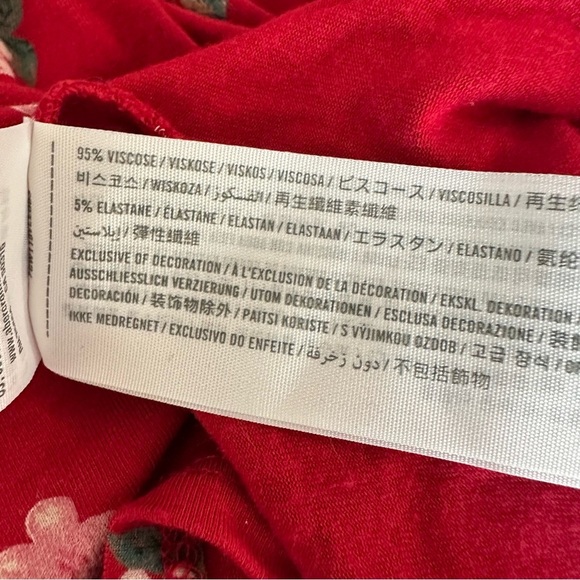 95% VISCOSE / VISKOSE / VISKOS / VISCOSA / ビスコース / VISCOSILLA / 再生纤
비스코스 / WISKOZA / الفسكوز / 再生纖維素纖維
5% ELASTANE / ÉLASTANE / ELASTAN / ELASTAAN / エラスタン / ELASTANO / 氨纶
إيلاستين / 彈性纖維
EXCLUSIVE OF DECORATION / À L'EXCLUSION DE LA DÉCORATION / EKSKL. DEKORATION
AUSSCHLIESSLICH VERZIERUNG / UTOM DEKORATIONEN / ESCLUSA DECORAZIONE / 装
DECORACIÓN / 装饰物除外 / PAITSI KORISTE / S VÝJIMKOU OZDOB / 고급 장식 /
IKKE MEDREGNET / EXCLUSIVO DO ENFEITE / دون زخرفة / 不包括飾物